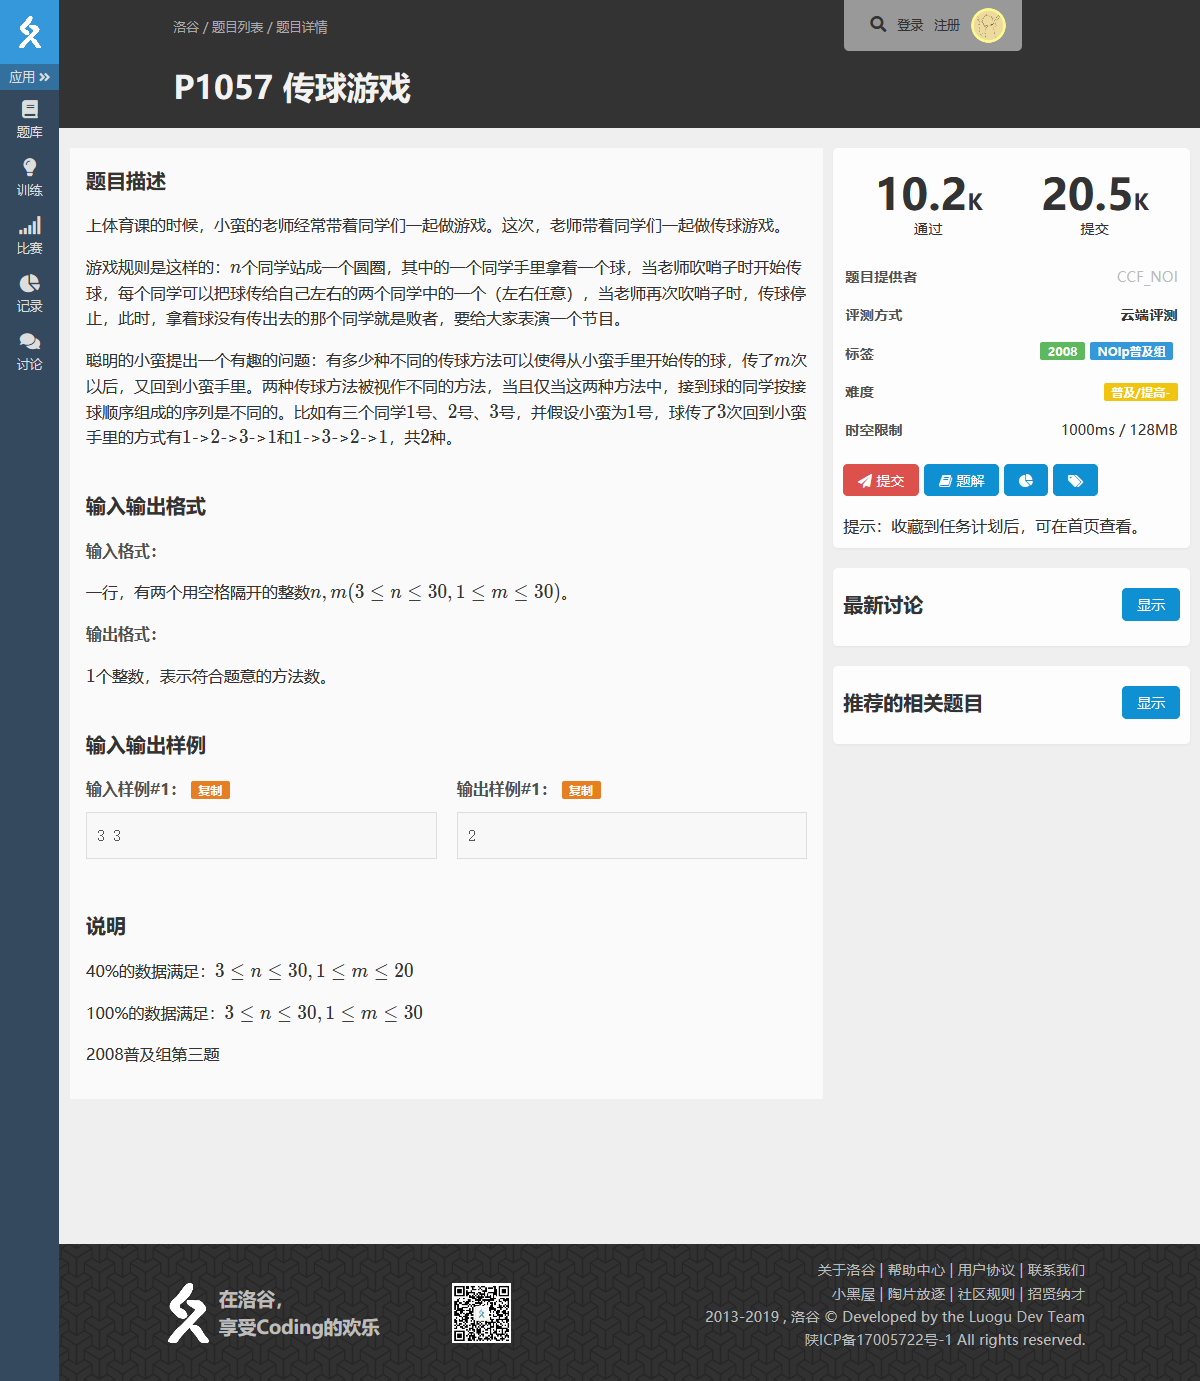 洛谷 / 题目列表 / 题目详情
登录 注册
P1057 传球游戏
应用
题库
训练
比赛
记录
讨论
题目描述
上体育课的时候，小蛮的老师经常带着同学们一起做游戏。这次，老师带着同学们一起做传球游戏。
游戏规则是这样的：n个同学站成一个圆圈，其中的一个同学手里拿着一个球，当老师吹哨子时开始传
球，每个同学可以把球传给自己左右的两个同学中的一个（左右任意），当老师再次吹哨子时，传球停
止，此时，拿着球没有传出去的那个同学就是败者，要给大家表演一个节目。
聪明的小蛮提出一个有趣的问题：有多少种不同的传球方法可以使得从小蛮手里开始传的球，传了m次
以后，又回到小蛮手里。两种传球方法被视作不同的方法，当且仅当这两种方法中，接到球的同学按接
球顺序组成的序列是不同的。比如有三个同学1号、2号、3号，并假设小蛮为1号，球传了3次回到小蛮
手里的方式有1->2->3->1和1->3->2->1，共2种。
输入输出格式
输入格式：
一行，有两个用空格隔开的整数n, m(3 ≤ n ≤ 30, 1 ≤ m ≤ 30)。
输出格式：
1个整数，表示符合题意的方法数。
输入输出样例
输入样例#1： 复制
3 3
输出样例#1： 复制
2
说明
40%的数据满足：3 ≤ n ≤ 30, 1 ≤ m ≤ 20
100%的数据满足：3 ≤ n ≤ 30, 1 ≤ m ≤ 30
2008普及组第三题
10.2K 20.5K
通过 提交
题目提供者 CCF_NOI
评测方式 云端评测
标签 2008 NOIp普及组
难度 普及/提高-
时空限制 1000ms / 128MB
提交 题解
提示：收藏到任务计划后，可在首页查看。
最新讨论 显示
推荐的相关题目 显示
在洛谷，
享受Coding的欢乐
关于洛谷 | 帮助中心 | 用户协议 | 联系我们
小黑屋 | 陶片放逐 | 社区规则 | 招贤纳才
2013-2019 , 洛谷 © Developed by the Luogu Dev Team
陕ICP备17005722号-1 All rights reserved.